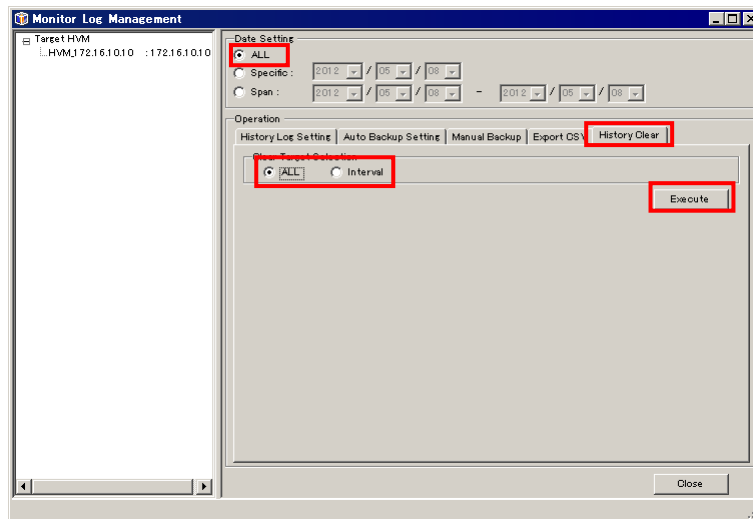 Monitor Log Management
Target HVM
HVM_172.16.10.10 : 172.16.10.10
Date Setting
ALL
Specific : 2012 / 05 / 08
Span : 2012 / 05 / 08 - 2012 / 05 / 08
Operation
History Log Setting Auto Backup Setting Manual Backup Export CSV History Clear
Clear Target Selection
ALL Interval
Execute
Close